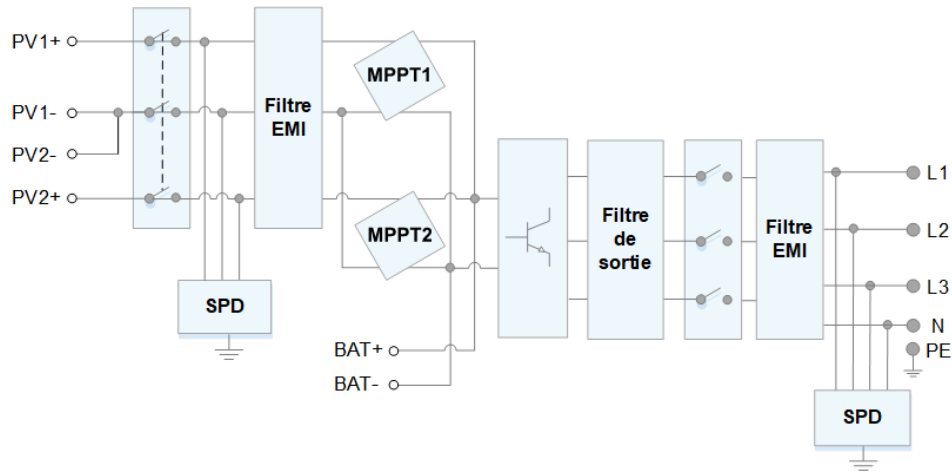 PV1+
PV1-
PV2-
PV2+
Filtre
EMI
MPPT1
MPPT2
SPD
BAT+
BAT-
Filtre
de
sortie
Filtre
EMI
L1
L2
L3
N
PE
SPD